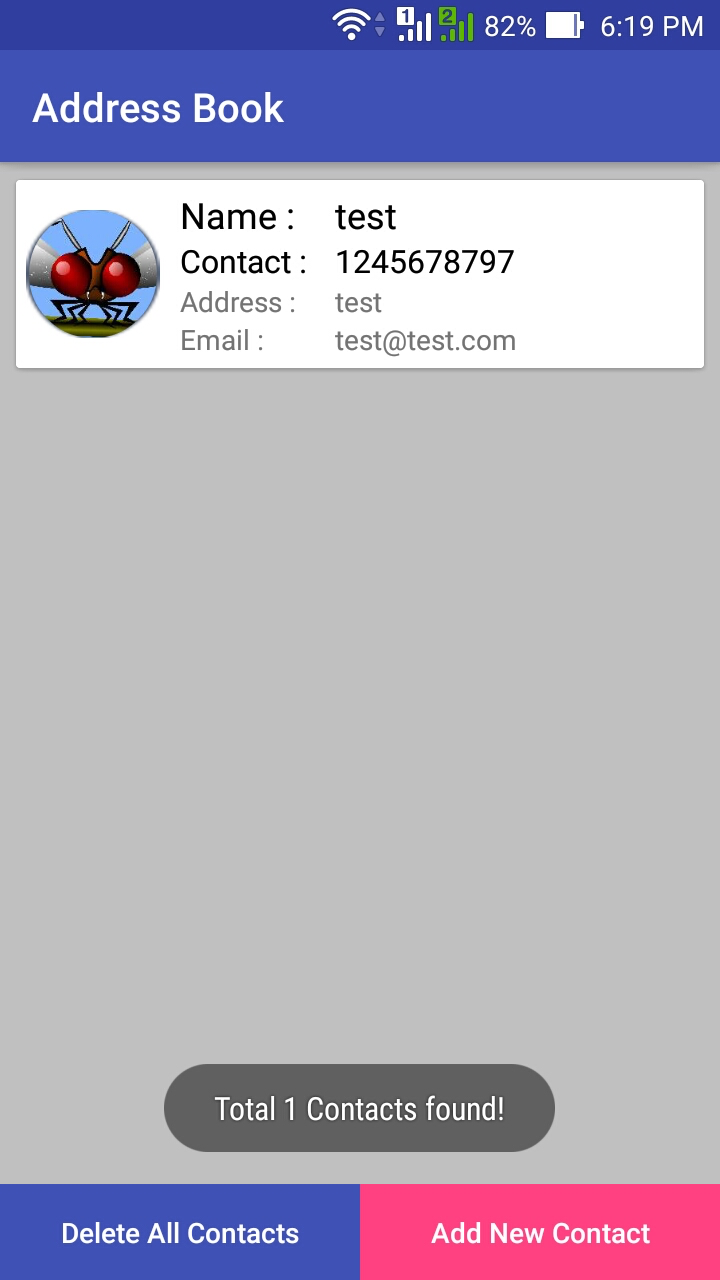 1 2 82% 6:19 PM
Address Book
Name : test
Contact : 1245678797
Address : test
Email : test@test.com
Total 1 Contacts found!
Delete All Contacts Add New Contact